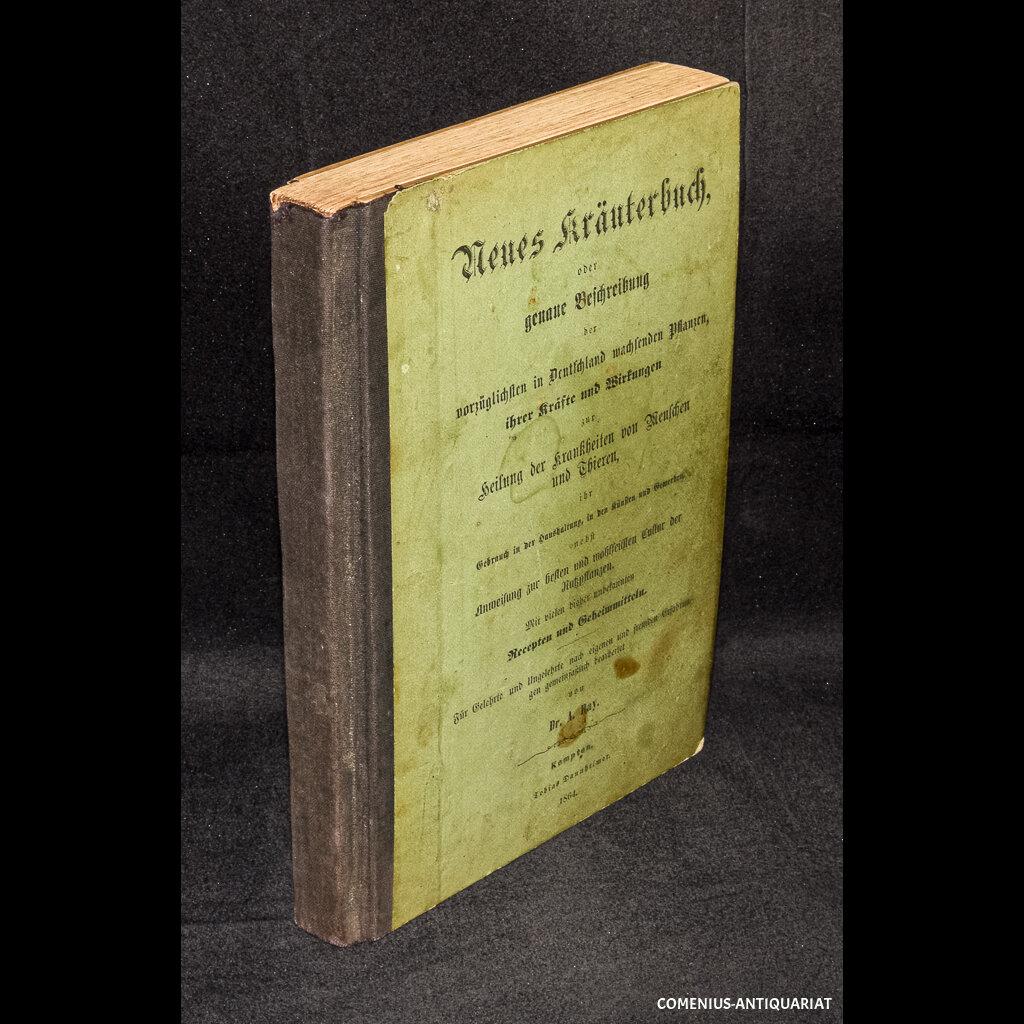 Neues Kräuterbuch,
oder
genaue Beschreibung
der
vorzüglichsten in Deutschland wachsenden Pflanzen,
ihrer Kräfte und Wirkungen
zur
Heilung der Krankheiten von Menschen
und Thieren,
ihr
Gebrauch in der Haushaltung, in den Künsten und Gewerben,
nebst
Anweisung zur besten und wohlfeilsten Cultur der
Nutzpflanzen.
Mit vielen bisher unbekannten
Recepten und Geheimmitteln.
Für Gelehrte und Ungelehrte nach eigenen und fremden Erfahrun-
gen gemeinfaßlich bearbeitet
von
Dr. A. Ray.
Kempten.
Tobias Dannheimer.
1864.
COMENIUS-ANTIQUARIAT